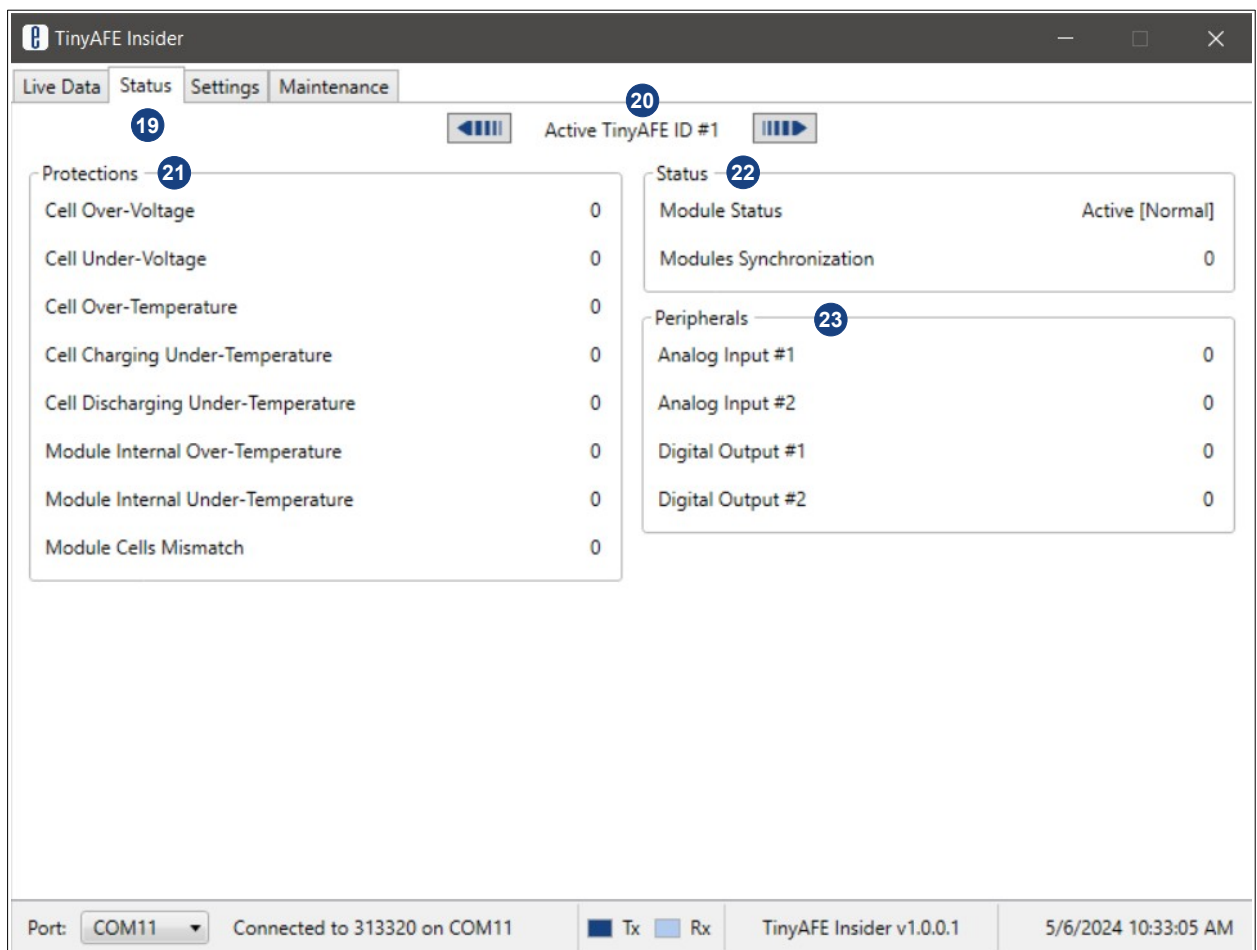 TinyAFE Insider
Live Data Status Settings Maintenance
19
20
Active TinyAFE ID #1
Protections 21
Cell Over-Voltage 0
Cell Under-Voltage 0
Cell Over-Temperature 0
Cell Charging Under-Temperature 0
Cell Discharging Under-Temperature 0
Module Internal Over-Temperature 0
Module Internal Under-Temperature 0
Module Cells Mismatch 0
Status 22
Module Status Active [Normal]
Modules Synchronization 0
Peripherals 23
Analog Input #1 0
Analog Input #2 0
Digital Output #1 0
Digital Output #2 0
Port: COM11 Connected to 313320 on COM11 Tx Rx TinyAFE Insider v1.0.0.1 5/6/2024 10:33:05 AM